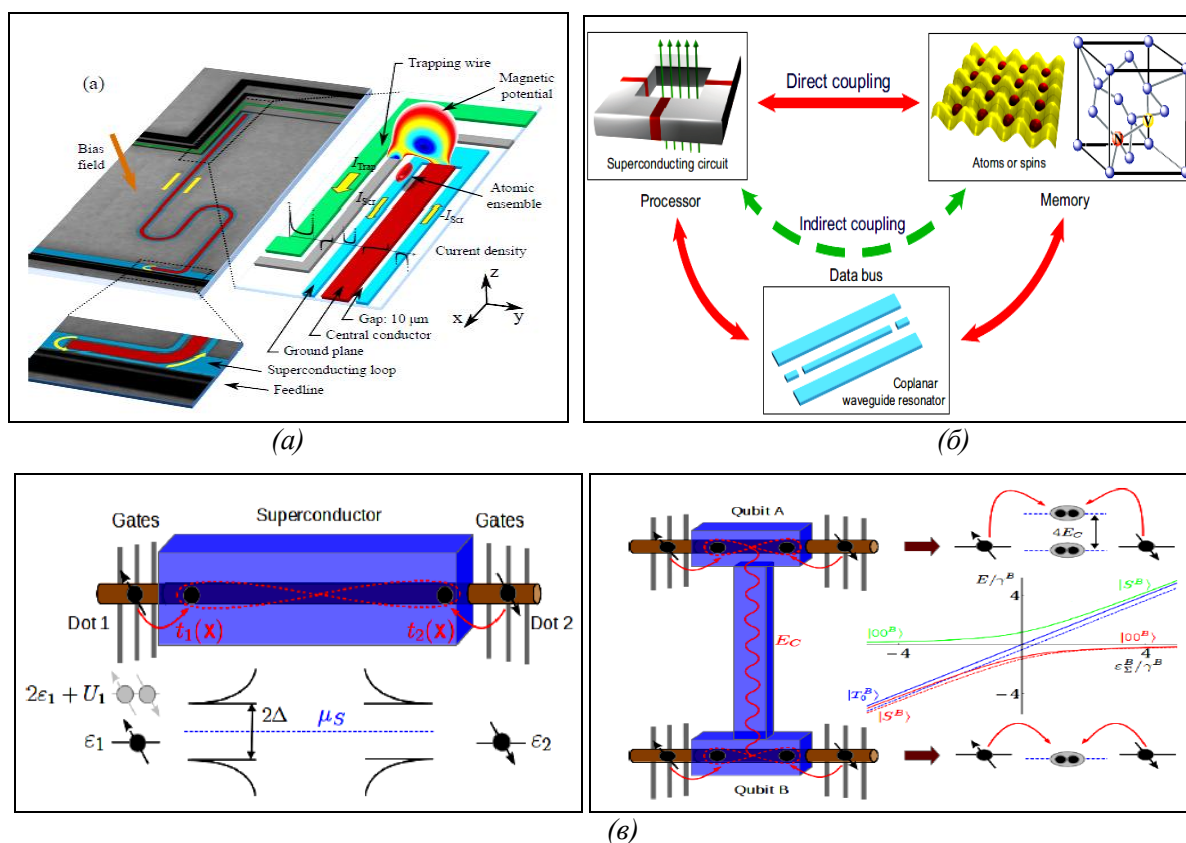 (a)
Trapping wire
Magnetic
potential
Bias
field
I_Trap
I_Scr
-I_Scr
Atomic
ensemble
Current density
z
x
y
Gap: 10 μm
Central conductor
Ground plane
Superconducting loop
Feedline
(а)
Direct coupling
Superconducting circuit
Atoms or spins
N
V
Processor
Memory
Indirect coupling
Data bus
Coplanar
waveguide resonator
(б)
Gates
Superconductor
Gates
Dot 1
t₁(x)
t₂(x)
Dot 2
2ε₁ + U₁
2Δ
μ_S
ε₁
ε₂
Qubit A
E_C
Qubit B
4E_C
E/γ^B
4
|S^B⟩
|00^B⟩
|00^B⟩
−4
4
ε_Σ^B/γ^B
|T₀^B⟩
−4
|S^B⟩
(в)